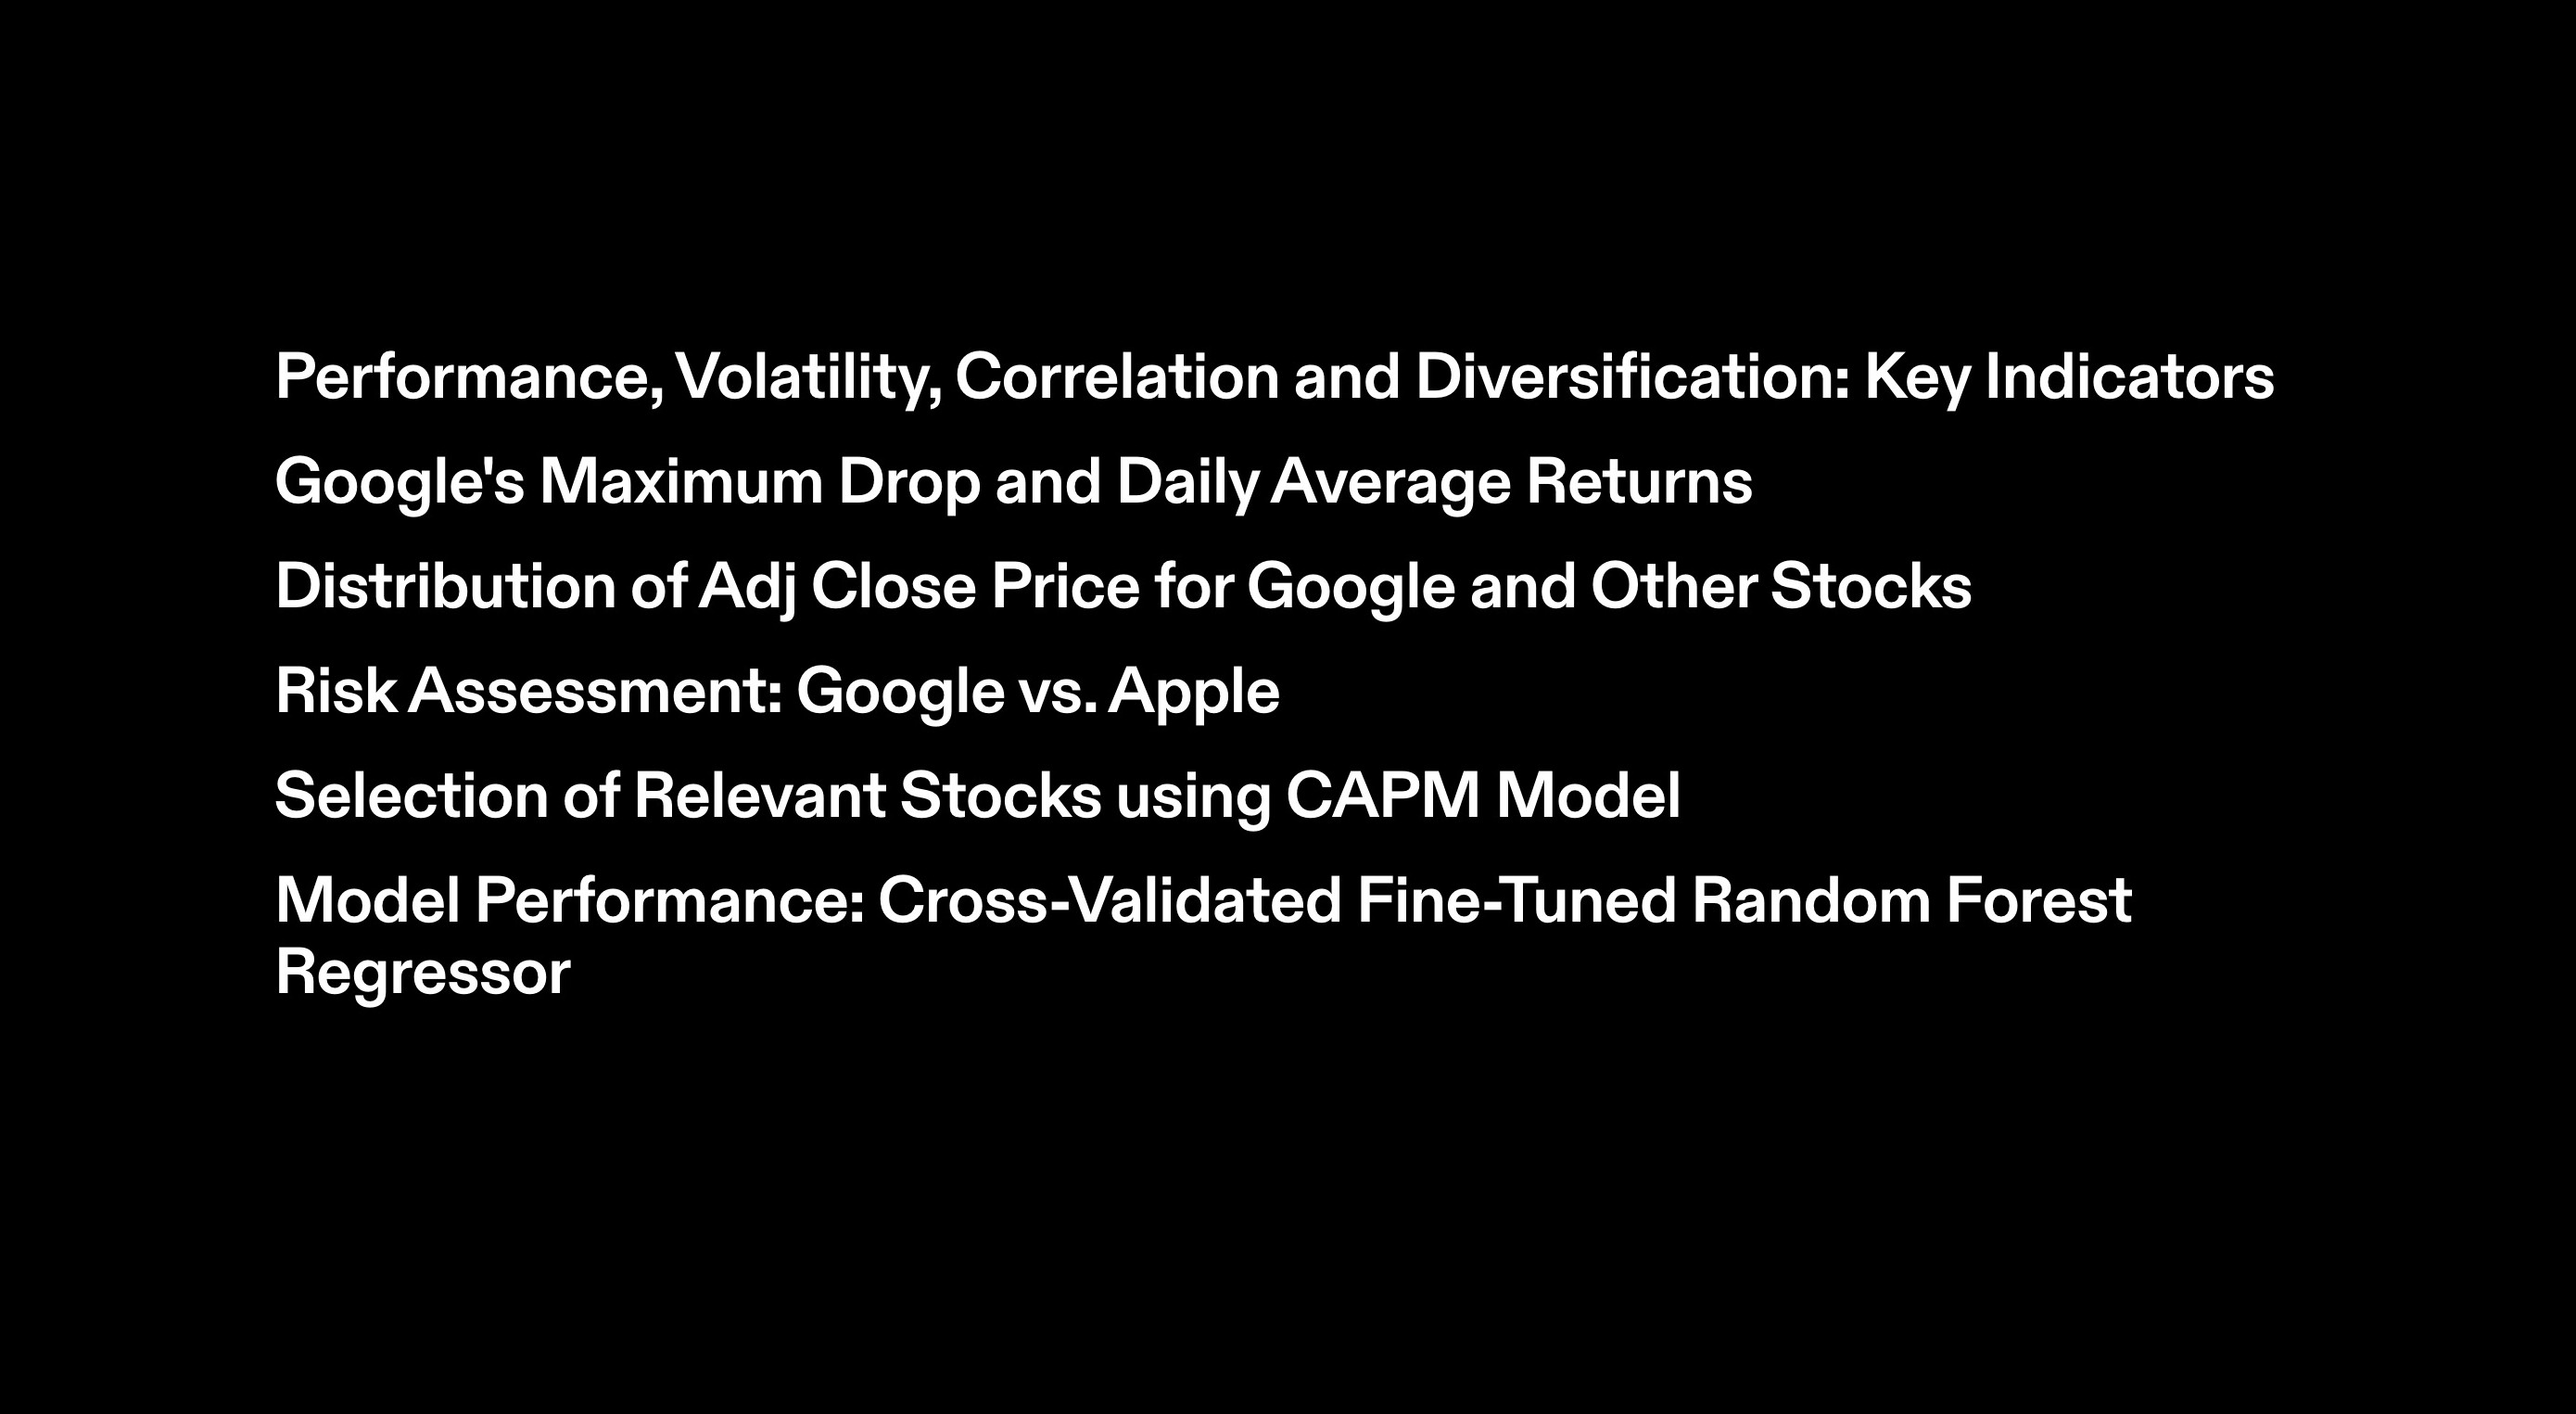 Performance, Volatility, Correlation and Diversification: Key Indicators
Google's Maximum Drop and Daily Average Returns
Distribution of Adj Close Price for Google and Other Stocks
Risk Assessment: Google vs. Apple
Selection of Relevant Stocks using CAPM Model
Model Performance: Cross-Validated Fine-Tuned Random Forest
Regressor